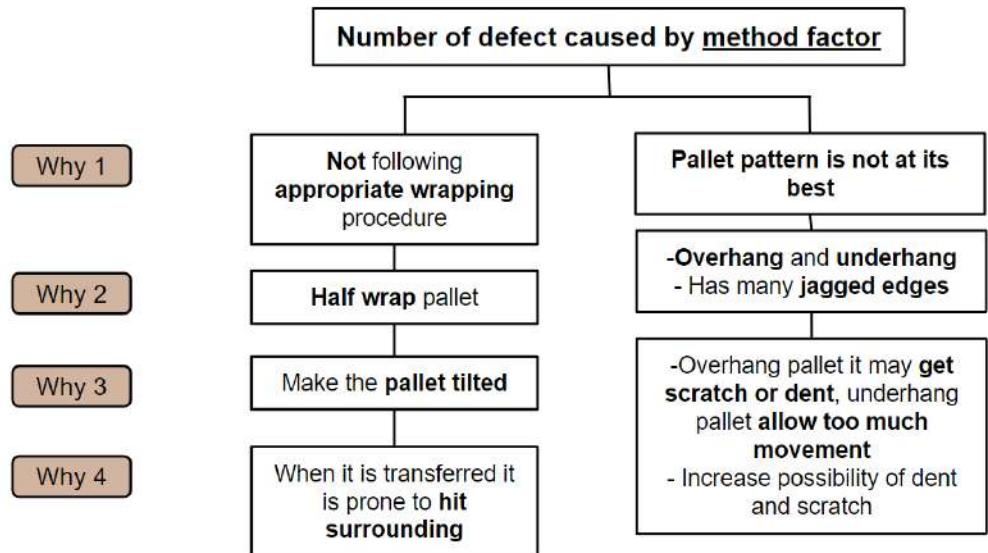 Number of defect caused by method factor
Why 1
Not following
appropriate wrapping
procedure
Pallet pattern is not at its
best
Why 2
Half wrap pallet
-Overhang and underhang
- Has many jagged edges
Why 3
Make the pallet tilted
-Overhang pallet it may get
scratch or dent, underhang
pallet allow too much
movement
- Increase possibility of dent
and scratch
Why 4
When it is transferred it
is prone to hit
surrounding